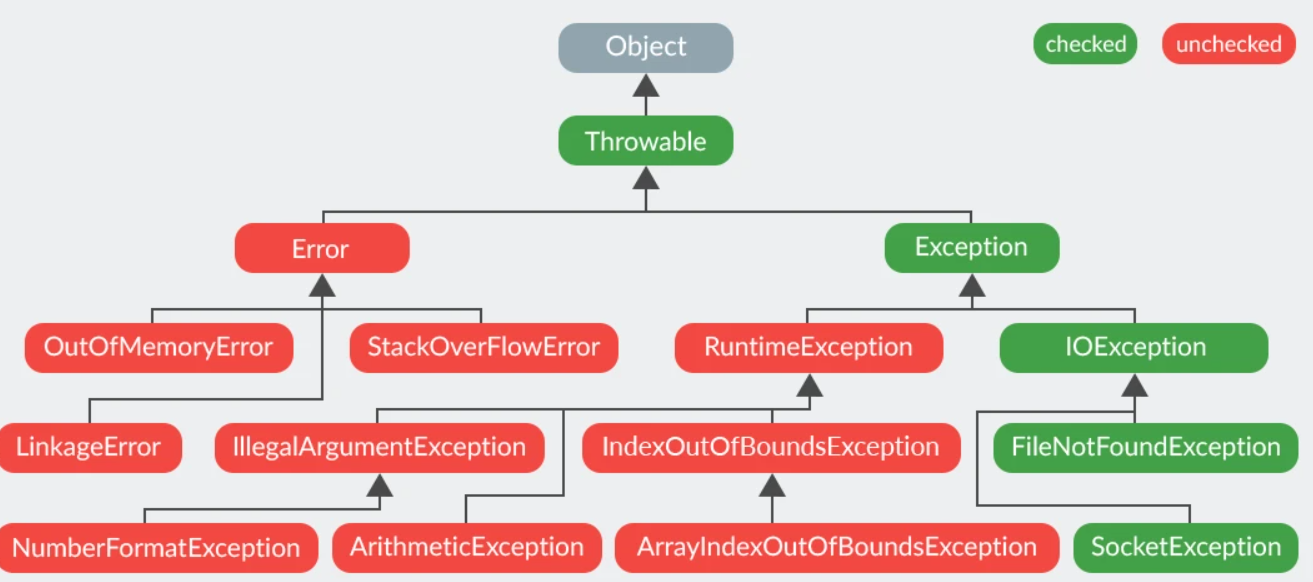 Object
checked
unchecked
Throwable
Error
Exception
OutOfMemoryError
StackOverFlowError
RuntimeException
IOException
LinkageError
IllegalArgumentException
IndexOutOfBoundsException
FileNotFoundException
NumberFormatException
ArithmeticException
ArrayIndexOutOfBoundsException
SocketException